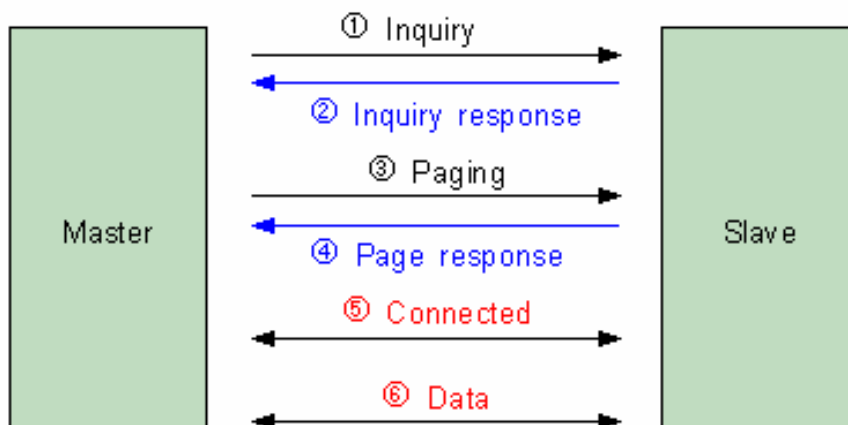 ① Inquiry
② Inquiry response
③ Paging
Master
Slave
④ Page response
⑤ Connected
⑥ Data